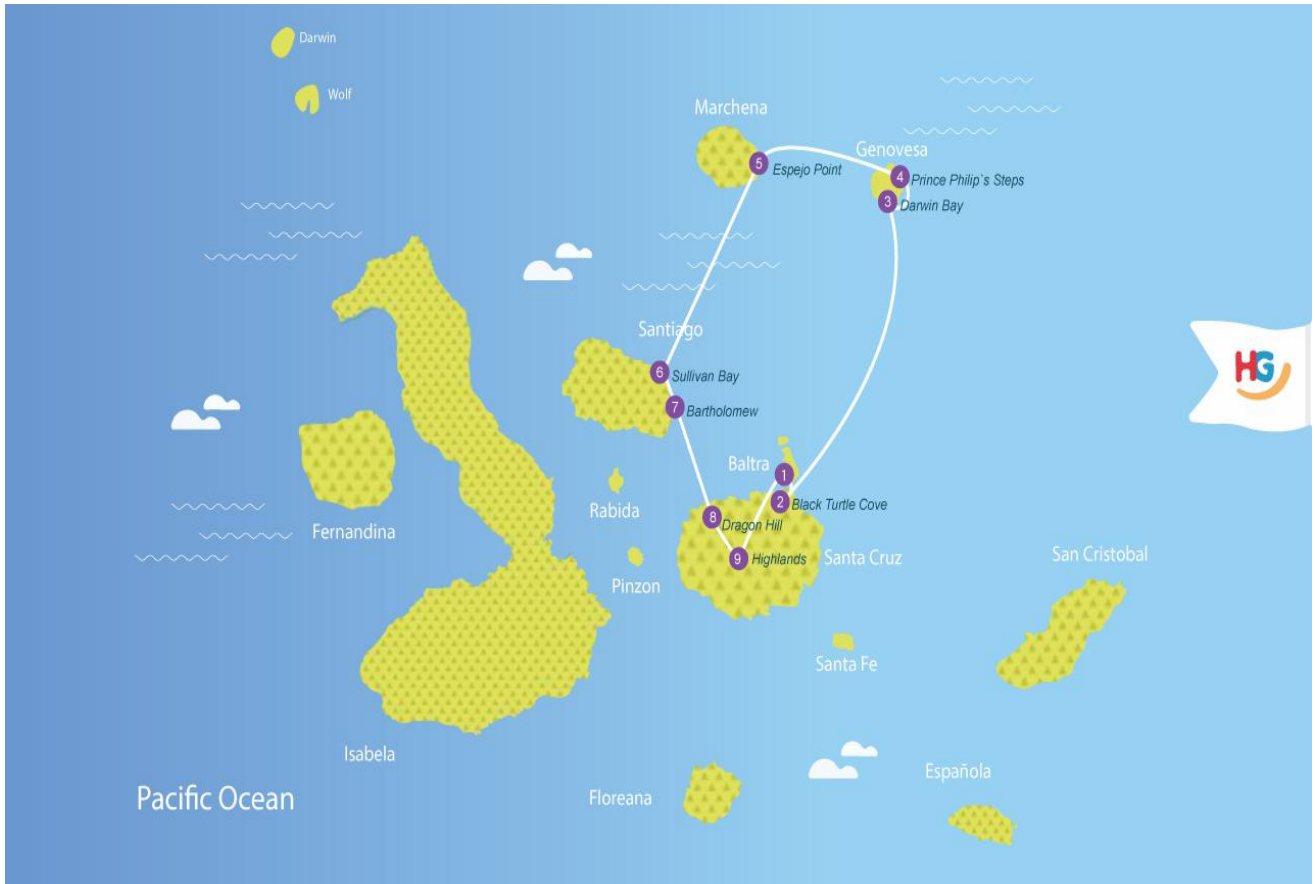 Darwin
Wolf
Marchena
Genovesa
5 Espejo Point
4 Prince Philip`s Steps
3 Darwin Bay
Santiago
HG
6 Sullivan Bay
7 Bartholomew
Baltra
1
Rabida
2 Black Turtle Cove
Fernandina
8 Dragon Hill
9 Highlands
Santa Cruz
San Cristobal
Pinzon
Santa Fe
Isabela
Española
Pacific Ocean
Floreana